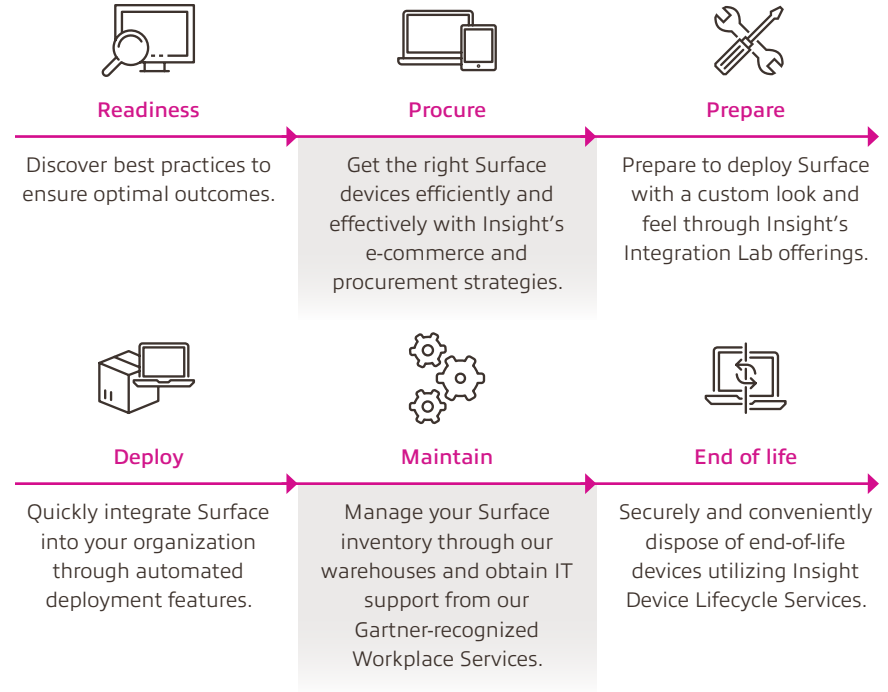 Readiness
Discover best practices to
ensure optimal outcomes.
Procure
Get the right Surface
devices efficiently and
effectively with Insight's
e-commerce and
procurement strategies.
Prepare
Prepare to deploy Surface
with a custom look and
feel through Insight's
Integration Lab offerings.
Deploy
Quickly integrate Surface
into your organization
through automated
deployment features.
Maintain
Manage your Surface
inventory through our
warehouses and obtain IT
support from our
Gartner-recognized
Workplace Services.
End of life
Securely and conveniently
dispose of end-of-life
devices utilizing Insight
Device Lifecycle Services.